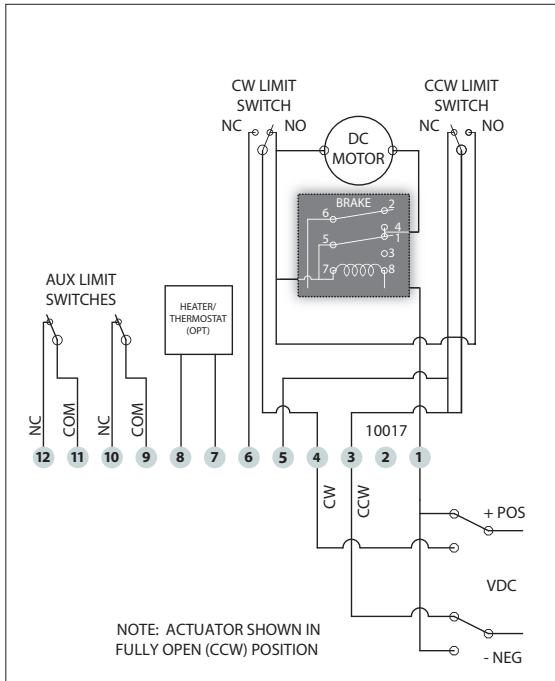 CW LIMIT
SWITCH
NC NO
CCW LIMIT
SWITCH
NC NO
DC
MOTOR
BRAKE
2
6
4
5 1
3
7 8
AUX LIMIT
SWITCHES
HEATER/
THERMOSTAT
(OPT)
NC
COM
NC
COM
10017
12 11 10 9 8 7 6 5 4 3 2 1
CW
CCW
+ POS
VDC
- NEG
NOTE: ACTUATOR SHOWN IN
FULLY OPEN (CCW) POSITION